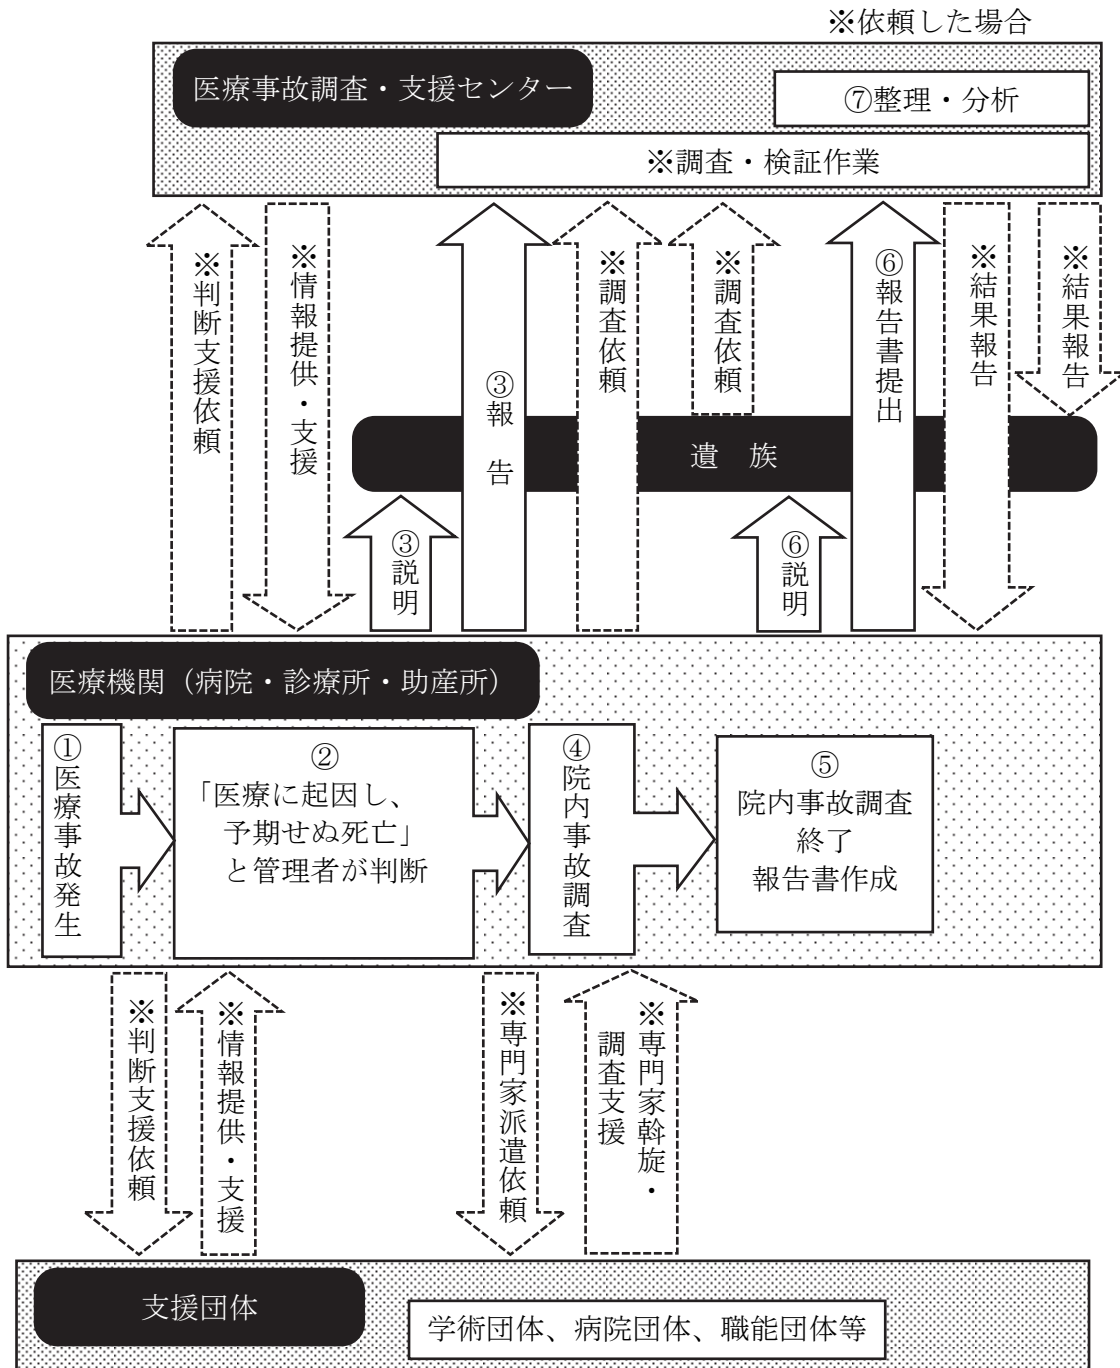 ※依頼した場合
医療事故調査・支援センター
⑦整理・分析
※調査・検証作業
※判断支援依頼
※情報提供・支援
③報 告
※調査依頼
※調査依頼
⑥報告書提出
※結果報告
※結果報告
遺 族
③説明
⑥説明
医療機関（病院・診療所・助産所）
①医療事故発生
②
「医療に起因し、
予期せぬ死亡」
と管理者が判断
④院内事故調査
⑤
院内事故調査
終了
報告書作成
※判断支援依頼
※情報提供・支援
※専門家派遣依頼
※専門家斡旋・
調査支援
支援団体
学術団体、病院団体、職能団体等